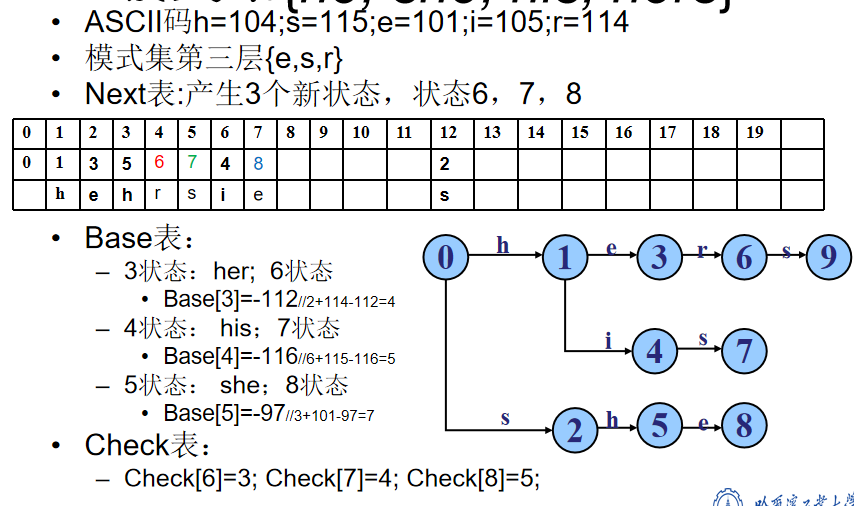 {he, she, his, hers}
• ASCII码h=104;s=115;e=101;i=105;r=114
• 模式集第三层{e,s,r}
• Next表:产生3个新状态，状态6，7，8
0 1 2 3 4 5 6 7 8 9 10 11 12 13 14 15 16 17 18 19
0 1 3 5 6 7 4 8 2
h e h r s i e s
• Base表：
– 3状态：her; 6状态
• Base[3]=-112//2+114-112=4
– 4状态： his；7状态
• Base[4]=-116//6+115-116=5
– 5状态： she；8状态
• Base[5]=-97//3+101-97=7
• Check表：
– Check[6]=3; Check[7]=4; Check[8]=5;
0 h 1 e 3 r 6 s 9
i 4 s 7
s 2 h 5 e 8